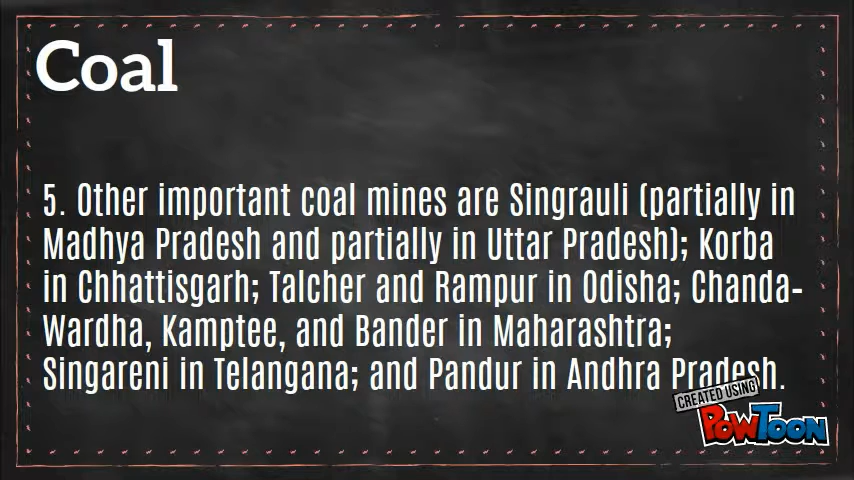 Coal
5. Other important coal mines are Singrauli (partially in
Madhya Pradesh and partially in Uttar Pradesh); Korba
in Chhattisgarh; Talcher and Rampur in Odisha; Chanda-
Wardha, Kamptee, and Bander in Maharashtra;
Singareni in Telangana; and Pandur in Andhra Pradesh.
CREATED USING
POWTOON